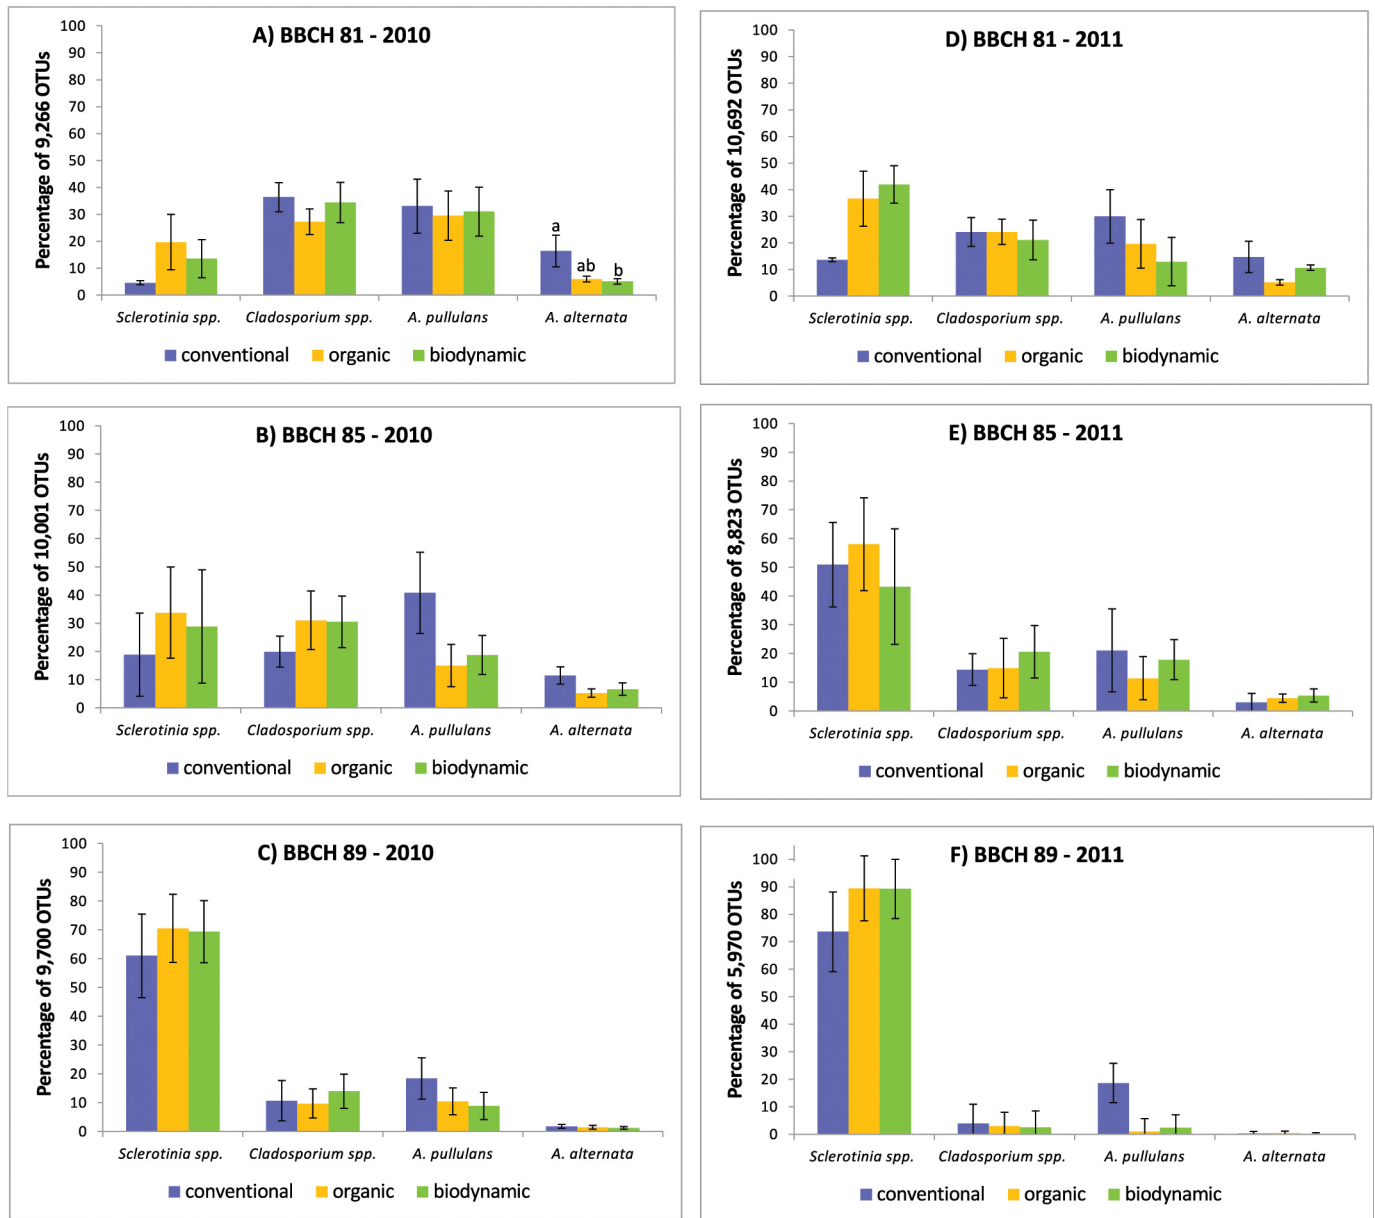 A) BBCH 81 - 2010
Percentage of 9,266 OTUs
100
90
80
70
60
50
40
30
20
10
0
a
ab
b
Sclerotinia spp. Cladosporium spp. A. pullulans A. alternata
conventional organic biodynamic
D) BBCH 81 - 2011
Percentage of 10,692 OTUs
100
90
80
70
60
50
40
30
20
10
0
Sclerotinia spp. Cladosporium spp. A. pullulans A. alternata
conventional organic biodynamic
B) BBCH 85 - 2010
Percentage of 10,001 OTUs
100
90
80
70
60
50
40
30
20
10
0
Sclerotinia spp. Cladosporium spp. A. pullulans A. alternata
conventional organic biodynamic
E) BBCH 85 - 2011
Percentage of 8,823 OTUs
100
90
80
70
60
50
40
30
20
10
0
Sclerotinia spp. Cladosporium spp. A. pullulans A. alternata
conventional organic biodynamic
C) BBCH 89 - 2010
Percentage of 9,700 OTUs
100
90
80
70
60
50
40
30
20
10
0
Sclerotinia spp. Cladosporium spp. A. pullulans A. alternata
conventional organic biodynamic
F) BBCH 89 - 2011
Percentage of 5,970 OTUs
100
90
80
70
60
50
40
30
20
10
0
Sclerotinia spp. Cladosporium spp. A. pullulans A. alternata
conventional organic biodynamic